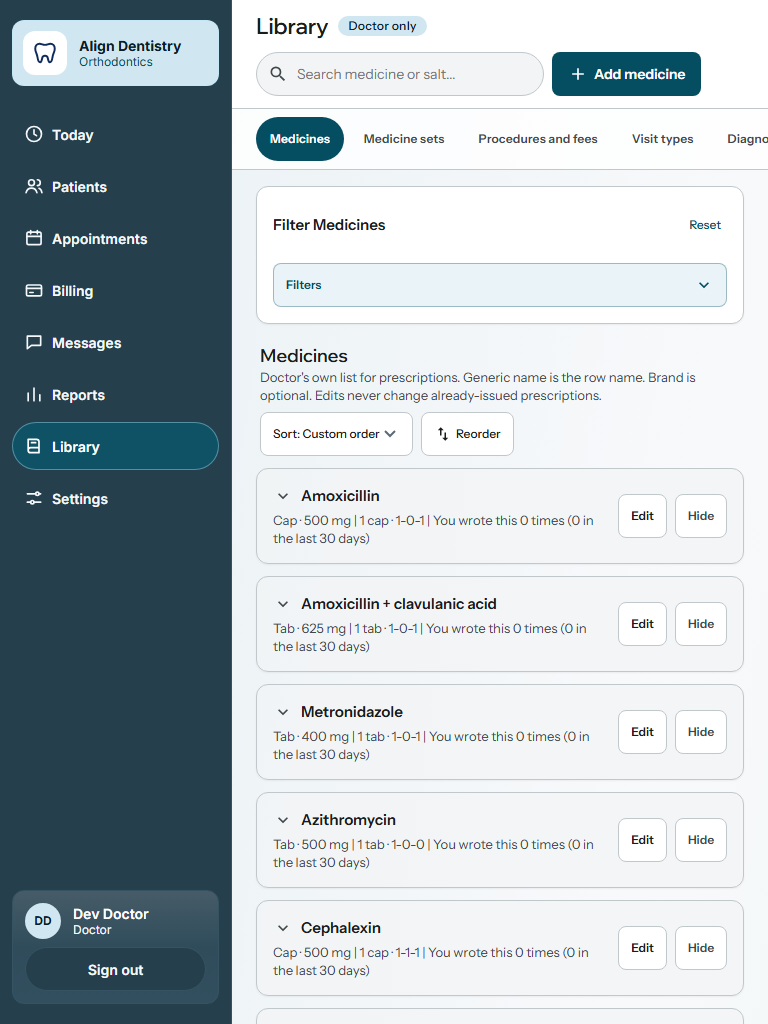 Align Dentistry
Orthodontics
Today
Patients
Appointments
Billing
Messages
Reports
Library
Settings
DD
Dev Doctor
Doctor
Sign out
Library
Doctor only
Search medicine or salt...
Add medicine
Medicines
Medicine sets
Procedures and fees
Visit types
Diagno
Filter Medicines
Reset
Filters
Medicines
Doctor's own list for prescriptions. Generic name is the row name. Brand is
optional. Edits never change already-issued prescriptions.
Sort: Custom order
Reorder
Amoxicillin
Cap · 500 mg | 1 cap · 1-0-1 | You wrote this 0 times (0 in
the last 30 days)
Edit
Hide
Amoxicillin + clavulanic acid
Tab · 625 mg | 1 tab · 1-0-1 | You wrote this 0 times (0 in
the last 30 days)
Edit
Hide
Metronidazole
Tab · 400 mg | 1 tab · 1-0-1 | You wrote this 0 times (0 in
the last 30 days)
Edit
Hide
Azithromycin
Tab · 500 mg | 1 tab · 1-0-0 | You wrote this 0 times (0 in
the last 30 days)
Edit
Hide
Cephalexin
Cap · 500 mg | 1 cap · 1-1-1 | You wrote this 0 times (0 in
the last 30 days)
Edit
Hide